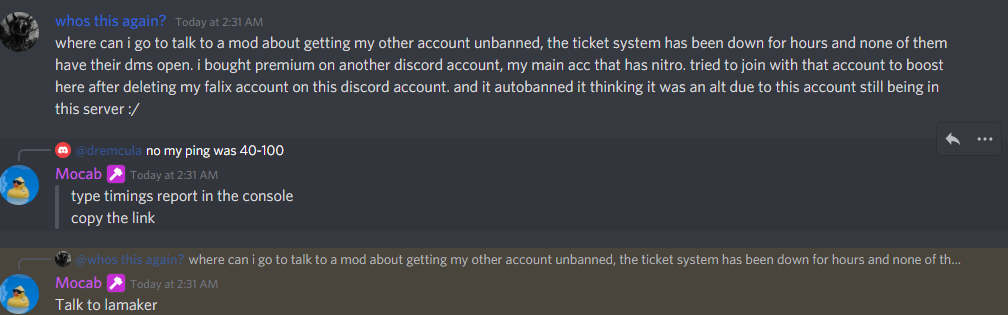 whos this again? Today at 2:31 AM
where can i go to talk to a mod about getting my other account unbanned, the ticket system has been down for hours and none of them
have their dms open. i bought premium on another discord account, my main acc that has nitro. tried to join with that account to boost
here after deleting my falix account on this discord account. and it autobanned it thinking it was an alt due to this account still being in
this server :/
@dremcula no my ping was 40-100
Mocab Today at 2:31 AM
type timings report in the console
copy the link
@whos this again? where can i go to talk to a mod about getting my other account unbanned, the ticket system has been down for hours and none of th...
Mocab Today at 2:31 AM
Talk to lamaker